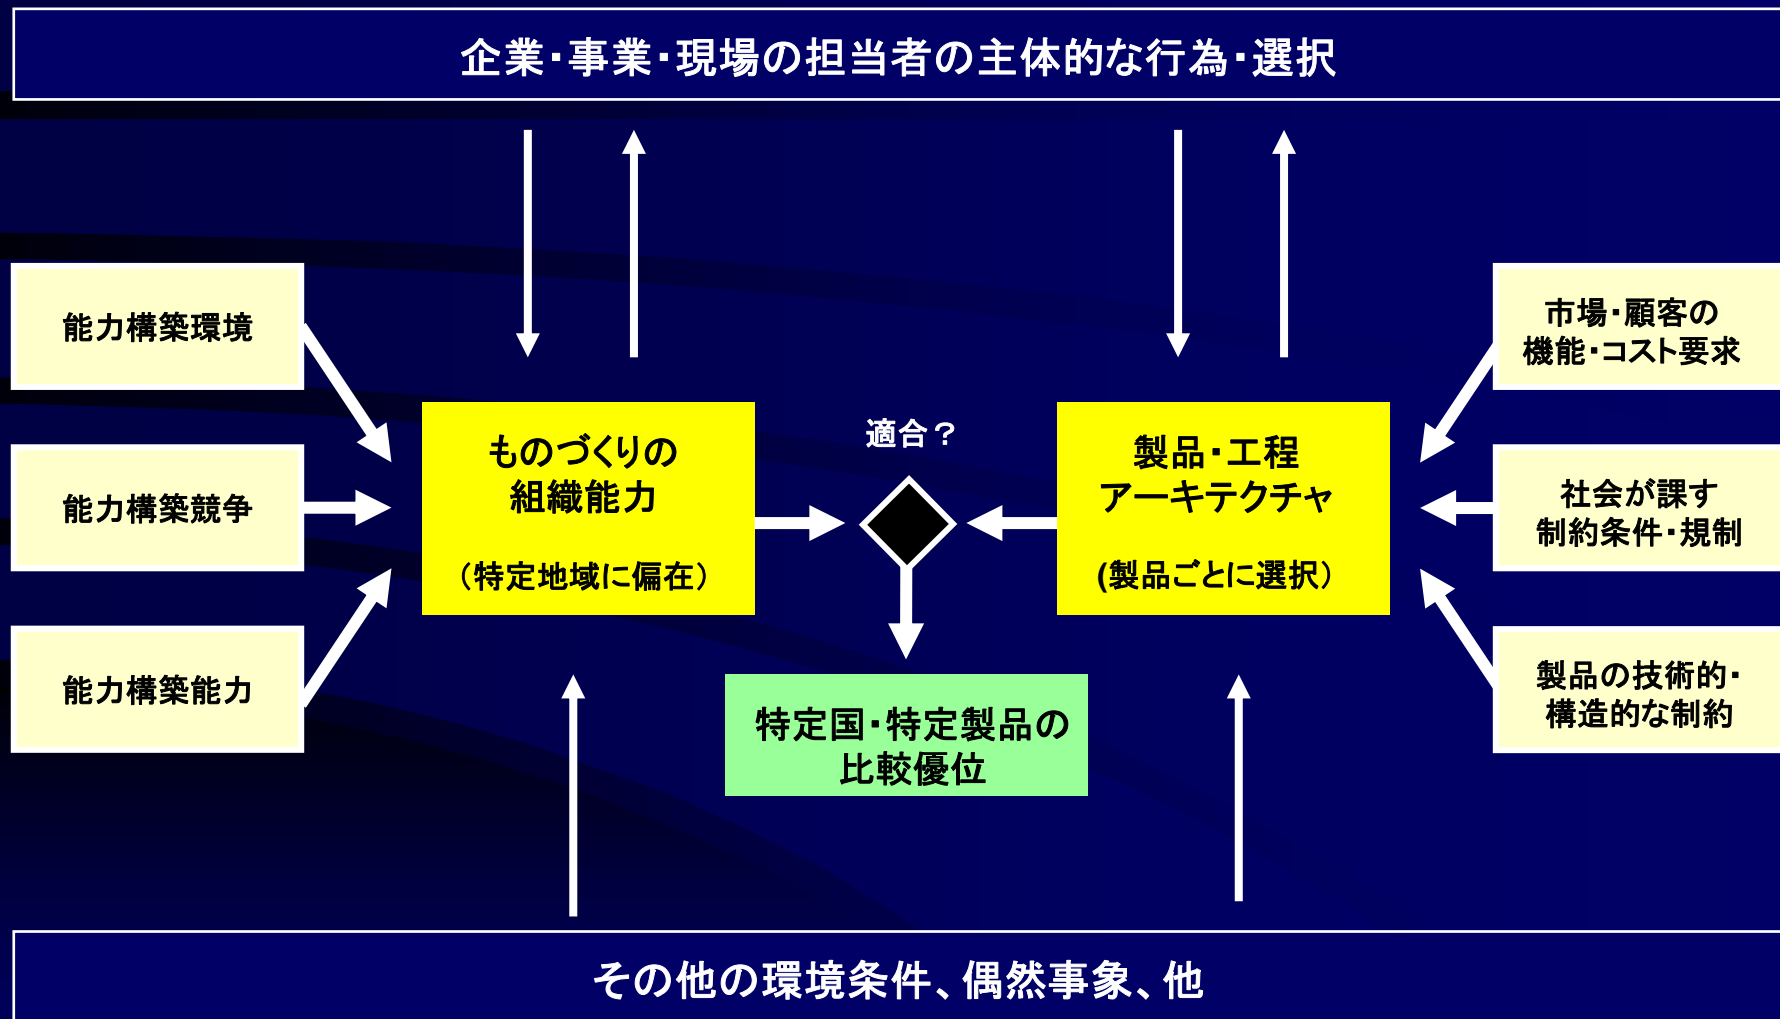 企業・事業・現場の担当者の主体的な行為・選択
能力構築環境
能力構築競争
能力構築能力
ものづくりの
組織能力
（特定地域に偏在）
適合？
製品・工程
アーキテクチャ
(製品ごとに選択）
市場・顧客の
機能・コスト要求
社会が課す
制約条件・規制
製品の技術的・
構造的な制約
特定国・特定製品の
比較優位
その他の環境条件、偶然事象、他